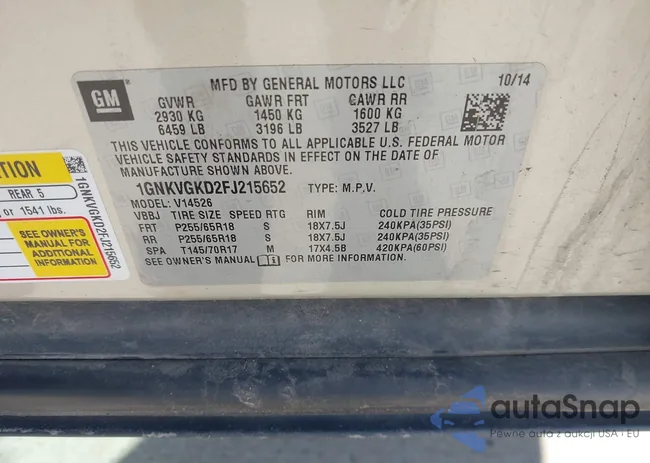 GM
MFD BY GENERAL MOTORS LLC 10/14
GVWR GAWR FRT GAWR RR
2930 KG 1450 KG 1600 KG
6459 LB 3196 LB 3527 LB
THIS VEHICLE CONFORMS TO ALL APPLICABLE U.S. FEDERAL MOTOR
VEHICLE SAFETY STANDARDS IN EFFECT ON THE DATE OF
MANUFACTURE SHOWN ABOVE.
1GNKVGKD2FJ215652 TYPE: M.P.V.
MODEL: V14526
VBBJ TIRE SIZE SPEED RTG RIM COLD TIRE PRESSURE
FRT P255/65R18 S 18X7.5J 240KPA(35PSI)
RR P255/65R18 S 18X7.5J 240KPA(35PSI)
SPA T145/70R17 M 17X4.5B 420KPA(60PSI)
SEE OWNER'S MANUAL FOR MORE INFORMATION.
TION
REAR 5
or 1541 lbs.
SEE OWNER'S
MANUAL FOR
ADDITIONAL
INFORMATION
1GNKVGKD2FJ215652
autoSnap
Pewne auta z aukcji USA i EU